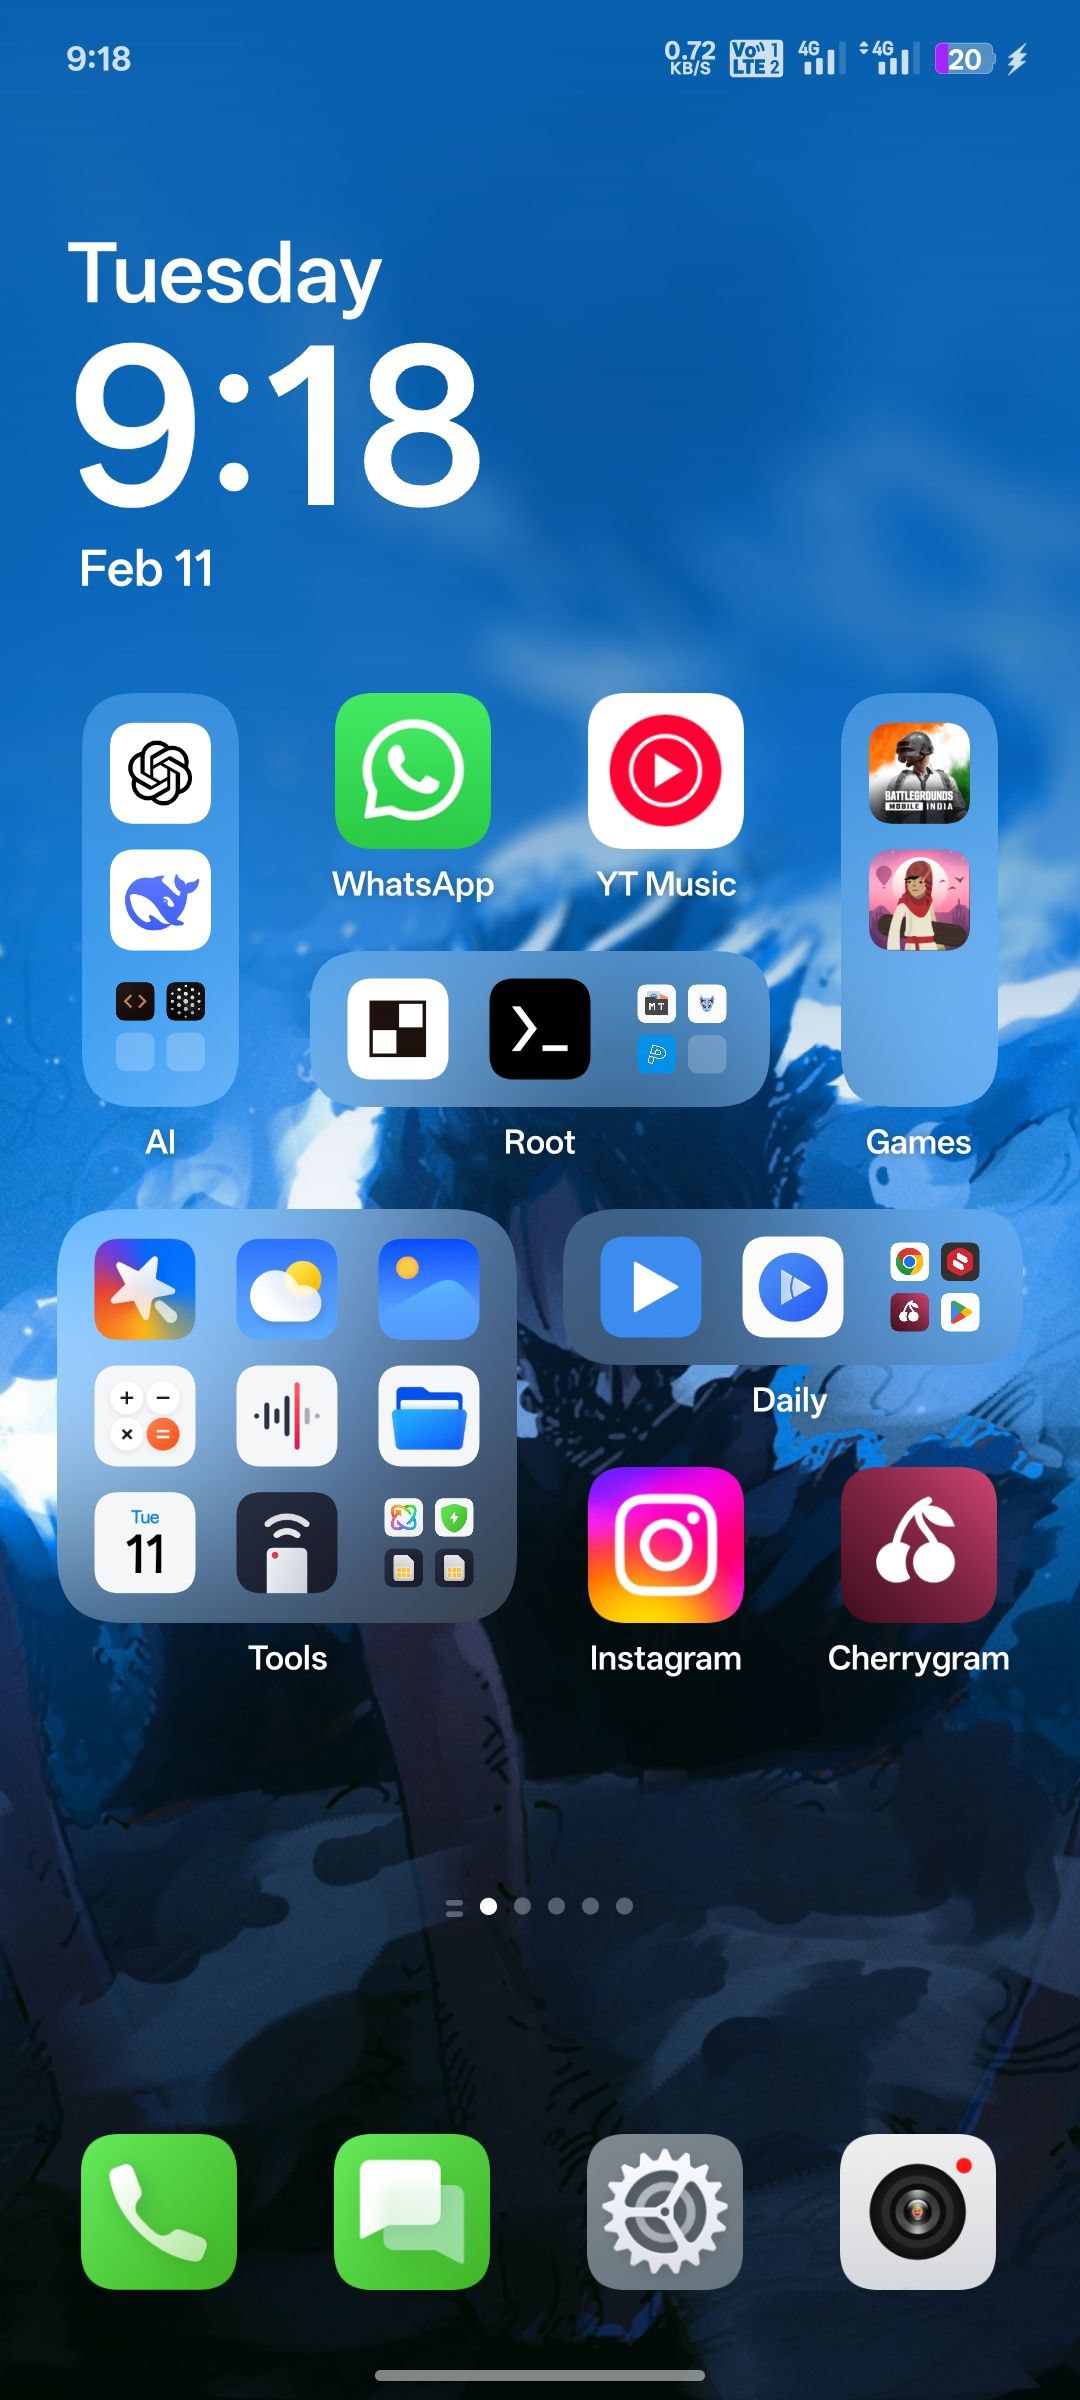 9:18
0.72
KB/S
Vo 1
LTE 2
4G
4G
20
Tuesday
9:18
Feb 11
BATTLEGROUNDS
MOBILE INDIA
WhatsApp
YT Music
MT
AI
Root
Games
Daily
Tue
11
Tools
Instagram
Cherrygram